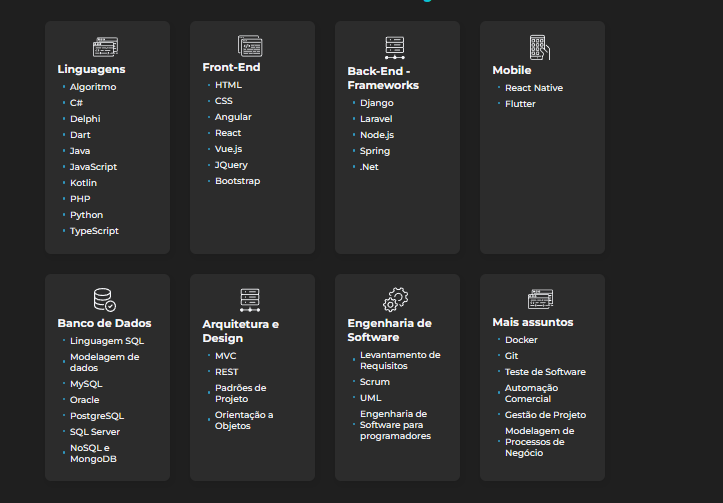 Linguagens
Algoritmo
C#
Delphi
Dart
Java
JavaScript
Kotlin
PHP
Python
TypeScript
Front-End
HTML
CSS
Angular
React
Vue.js
JQuery
Bootstrap
Back-End -
Frameworks
Django
Laravel
Node.js
Spring
.Net
Mobile
React Native
Flutter
Banco de Dados
Linguagem SQL
Modelagem de
dados
MySQL
Oracle
PostgreSQL
SQL Server
NoSQL e
MongoDB
Arquitetura e
Design
MVC
REST
Padrões de
Projeto
Orientação a
Objetos
Engenharia de
Software
Levantamento de
Requisitos
Scrum
UML
Engenharia de
Software para
programadores
Mais assuntos
Docker
Git
Teste de Software
Automação
Comercial
Gestão de Projeto
Modelagem de
Processos de
Negócio